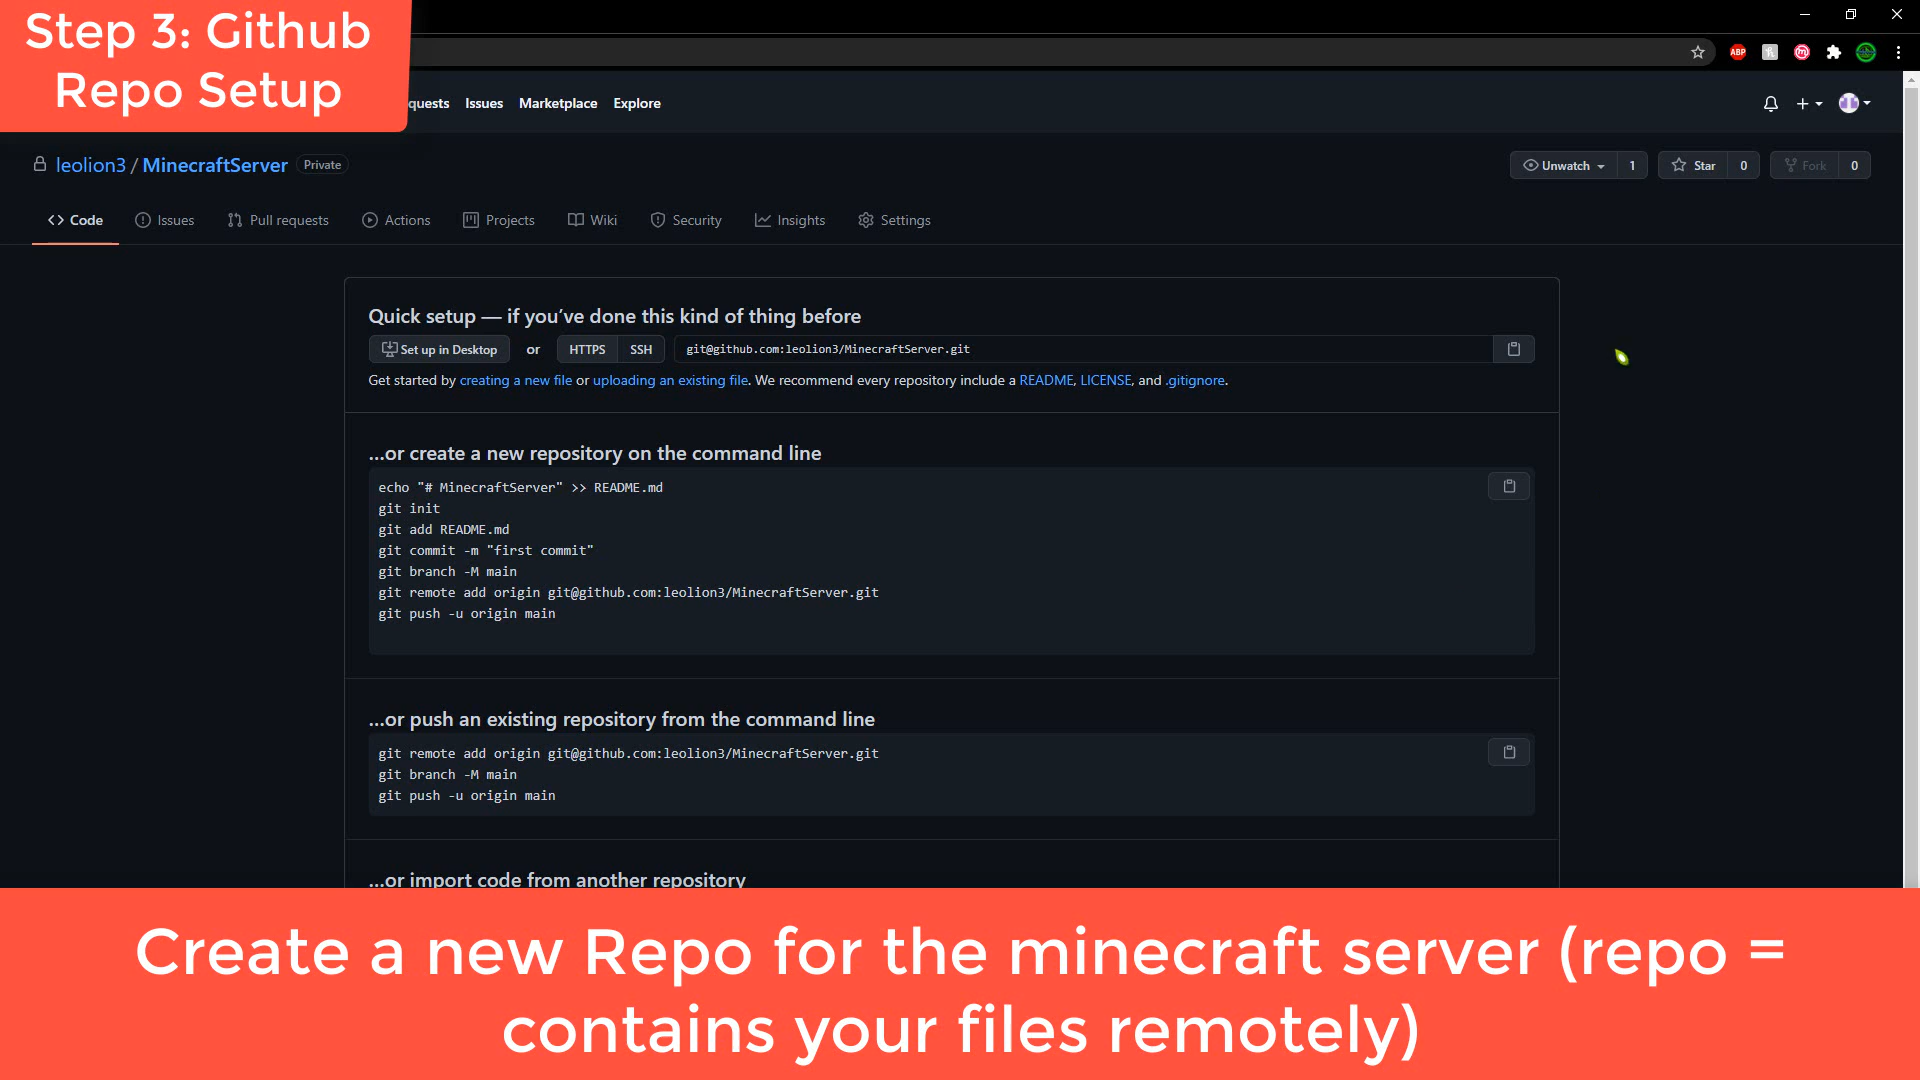 Step 3: Github
Repo Setup
quests Issues Marketplace Explore
leolion3 / MinecraftServer Private
Unwatch 1 Star 0 Fork 0
Code Issues Pull requests Actions Projects Wiki Security Insights Settings
Quick setup — if you’ve done this kind of thing before
Set up in Desktop or HTTPS SSH git@github.com:leolion3/MinecraftServer.git
Get started by creating a new file or uploading an existing file. We recommend every repository include a README, LICENSE, and .gitignore.
…or create a new repository on the command line
echo "# MinecraftServer" >> README.md
git init
git add README.md
git commit -m "first commit"
git branch -M main
git remote add origin git@github.com:leolion3/MinecraftServer.git
git push -u origin main
…or push an existing repository from the command line
git remote add origin git@github.com:leolion3/MinecraftServer.git
git branch -M main
git push -u origin main
…or import code from another repository
Create a new Repo for the minecraft server (repo =
contains your files remotely)
ABP